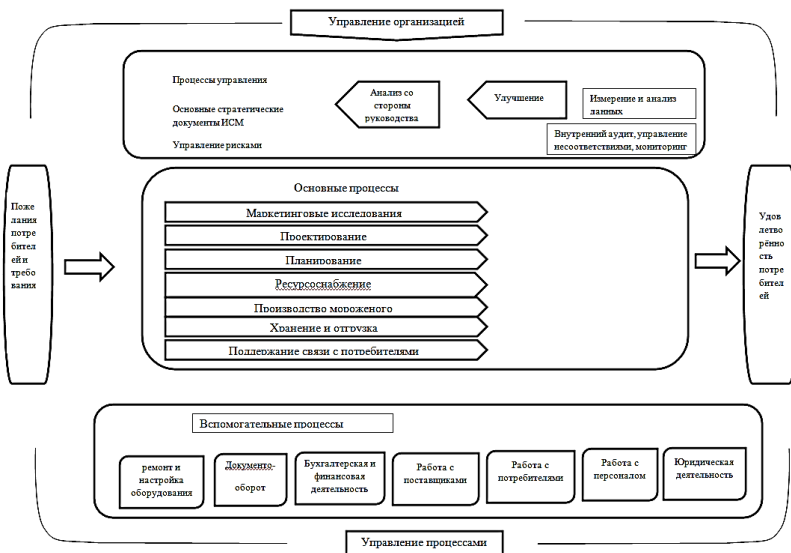 Управление организацией
Процессы управления
Основные стратегические
документы ИСМ
Управление рисками
Анализ со
стороны
руководства
Улучшение
Измерение и анализ
данных
Внутренний аудит, управление
несоответствиями, мониторинг
Поже
лания
потре
бител
ей и
требо
вания
Основные процессы
Маркетинговые исследования
Проектирование
Планирование
Ресурсоснабжение
Производство мороженого
Хранение и отгрузка
Поддержание связи с потребителями
Удов
летво
рённо
сть
потре
бител
ей
Вспомогательные процессы
ремонт и
настройка
оборудования
Документо-
оборот
Бухгалтерская и
финансовая
деятельность
Работа с
поставщиками
Работа с
потребителями
Работа с
персоналом
Юридическая
деятельность
Управление процессами